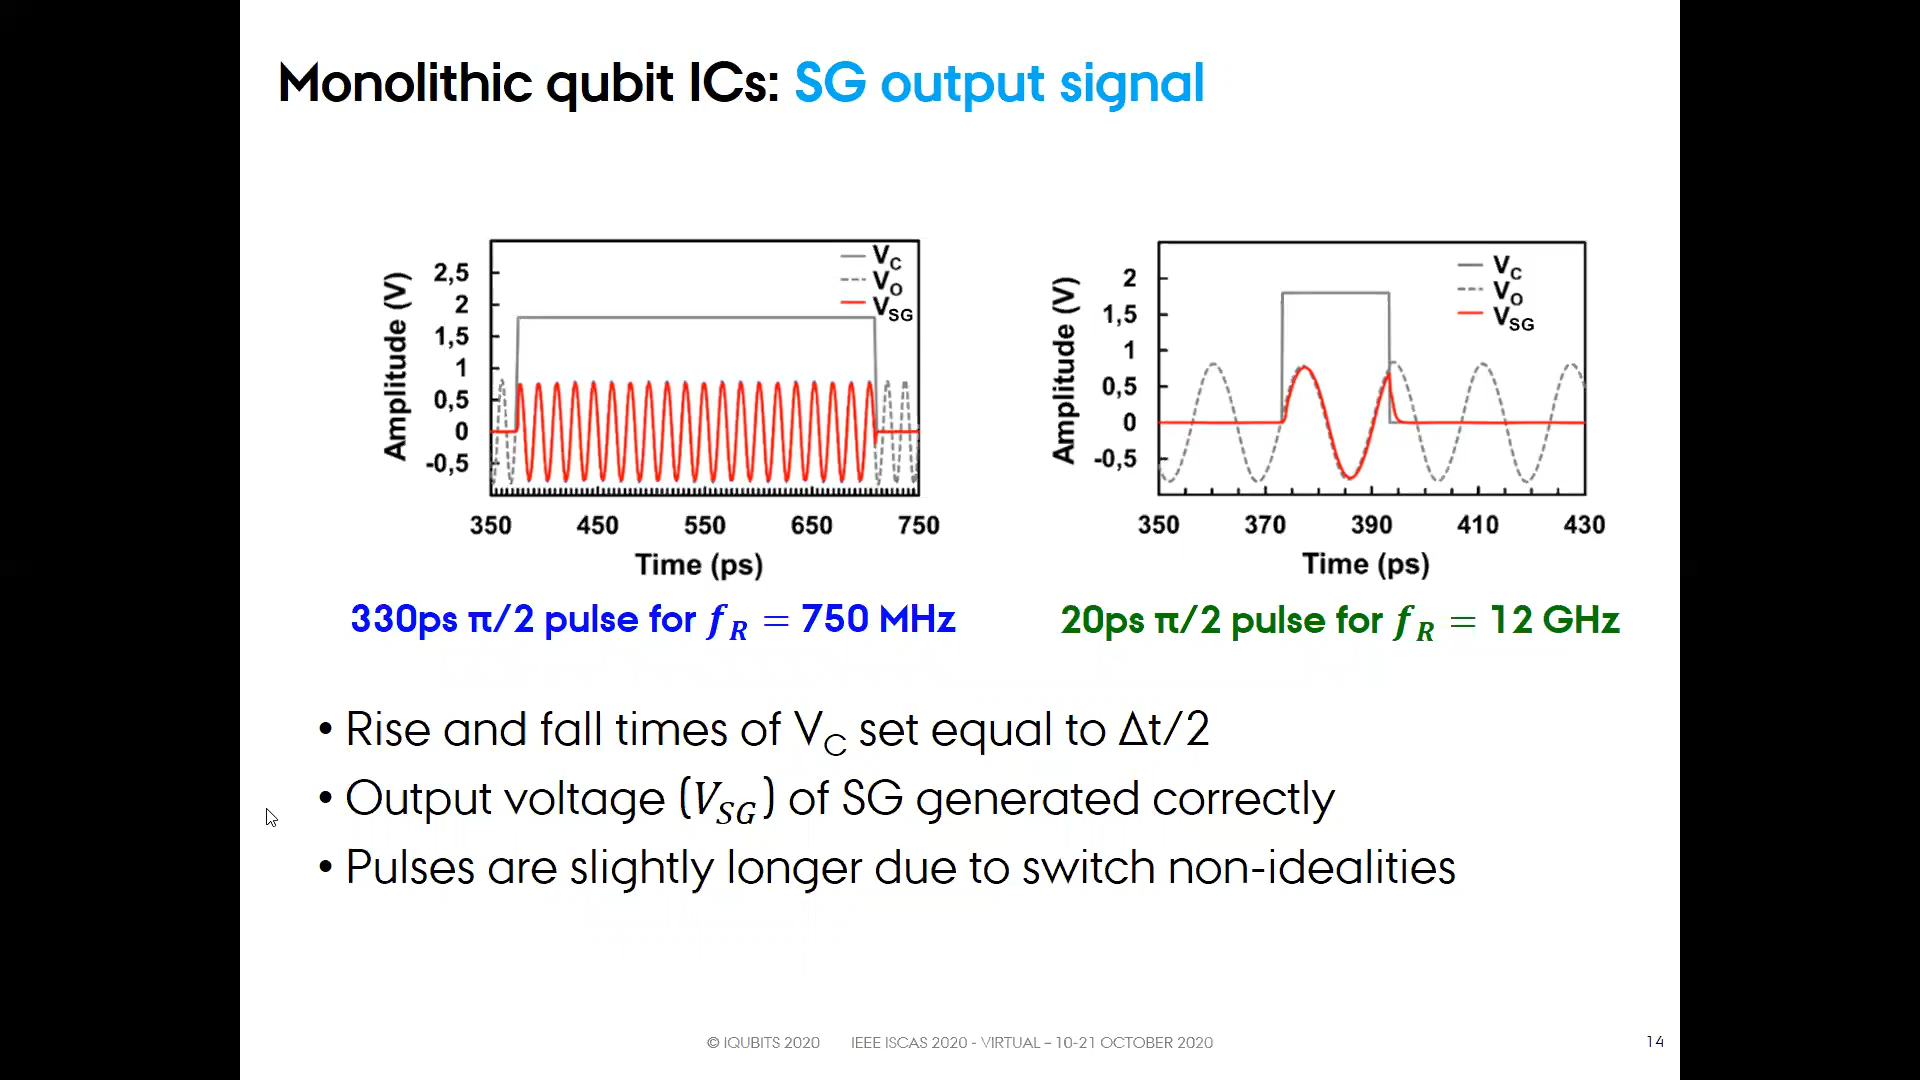 Monolithic qubit ICs: SG output signal
Amplitude (V)
2,5
2
1,5
1
0,5
0
-0,5
V_C
V_O
V_SG
350 450 550 650 750
Time (ps)
330ps π/2 pulse for f_R = 750 MHz
Amplitude (V)
2
1,5
1
0,5
0
-0,5
V_C
V_O
V_SG
350 370 390 410 430
Time (ps)
20ps π/2 pulse for f_R = 12 GHz
• Rise and fall times of V_C set equal to Δt/2
• Output voltage (V_SG) of SG generated correctly
• Pulses are slightly longer due to switch non-idealities
© IQUBITS 2020 IEEE ISCAS 2020 - VIRTUAL – 10-21 OCTOBER 2020
14